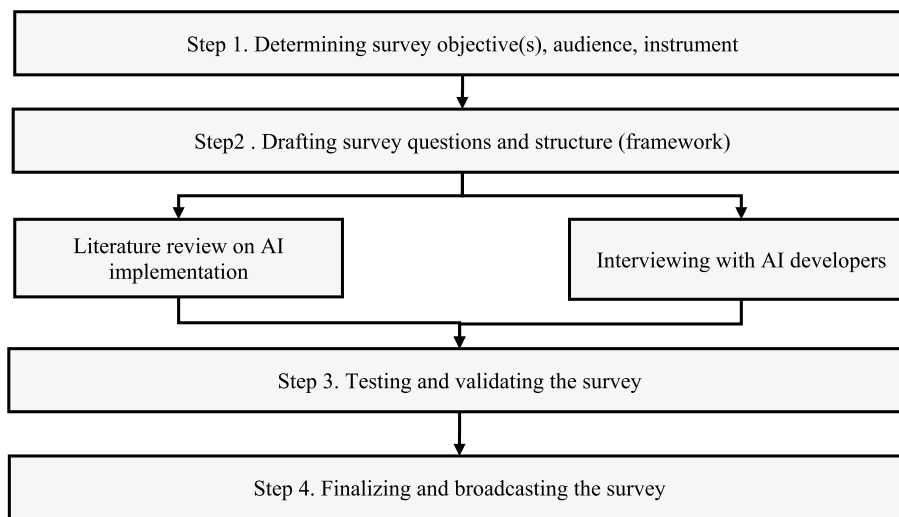 Step 1. Determining survey objective(s), audience, instrument
Step2 . Drafting survey questions and structure (framework)
Literature review on AI
implementation
Interviewing with AI developers
Step 3. Testing and validating the survey
Step 4. Finalizing and broadcasting the survey